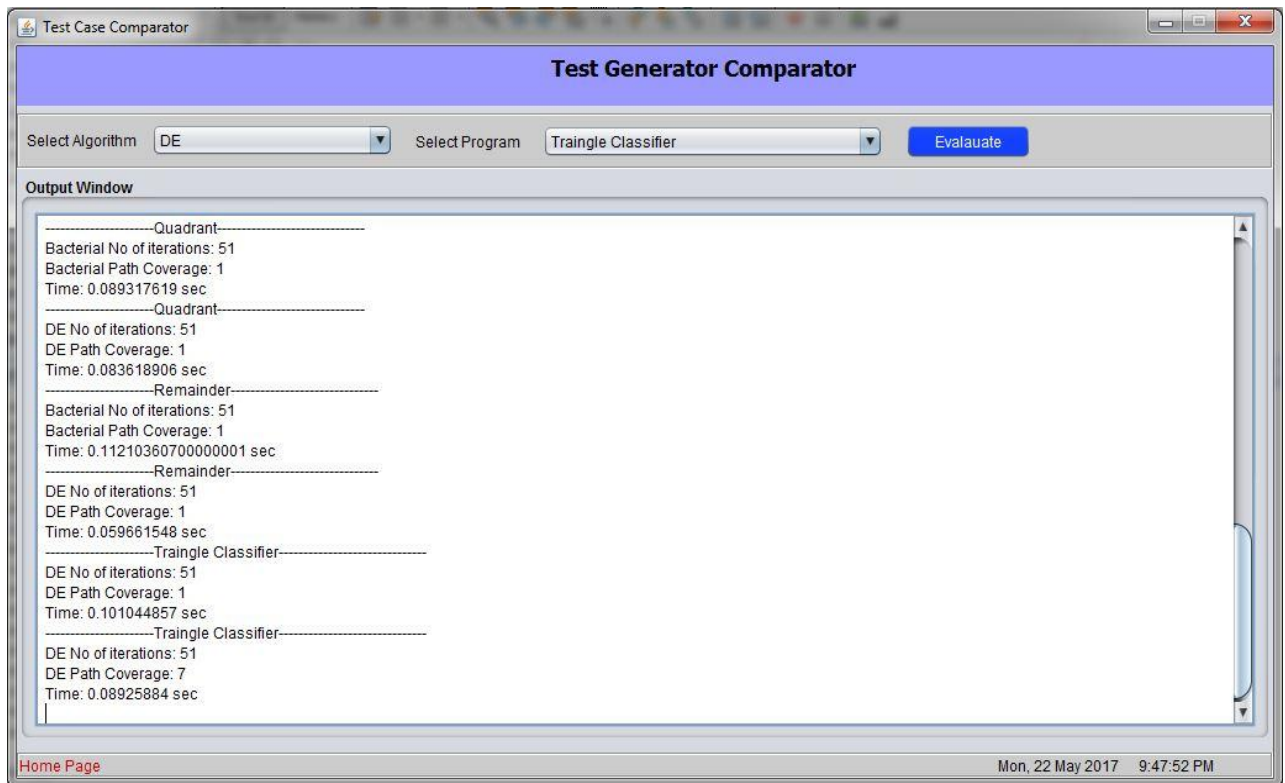 Test Case Comparator
Test Generator Comparator
Select Algorithm DE Select Program Traingle Classifier Evalauate
Output Window
----------------------Quadrant------------------------------
Bacterial No of iterations: 51
Bacterial Path Coverage: 1
Time: 0.089317619 sec
----------------------Quadrant------------------------------
DE No of iterations: 51
DE Path Coverage: 1
Time: 0.083618906 sec
----------------------Remainder------------------------------
Bacterial No of iterations: 51
Bacterial Path Coverage: 1
Time: 0.11210360700000001 sec
----------------------Remainder------------------------------
DE No of iterations: 51
DE Path Coverage: 1
Time: 0.059661548 sec
----------------------Traingle Classifier------------------------------
DE No of iterations: 51
DE Path Coverage: 1
Time: 0.101044857 sec
----------------------Traingle Classifier------------------------------
DE No of iterations: 51
DE Path Coverage: 7
Time: 0.08925884 sec
Home Page Mon, 22 May 2017 9:47:52 PM